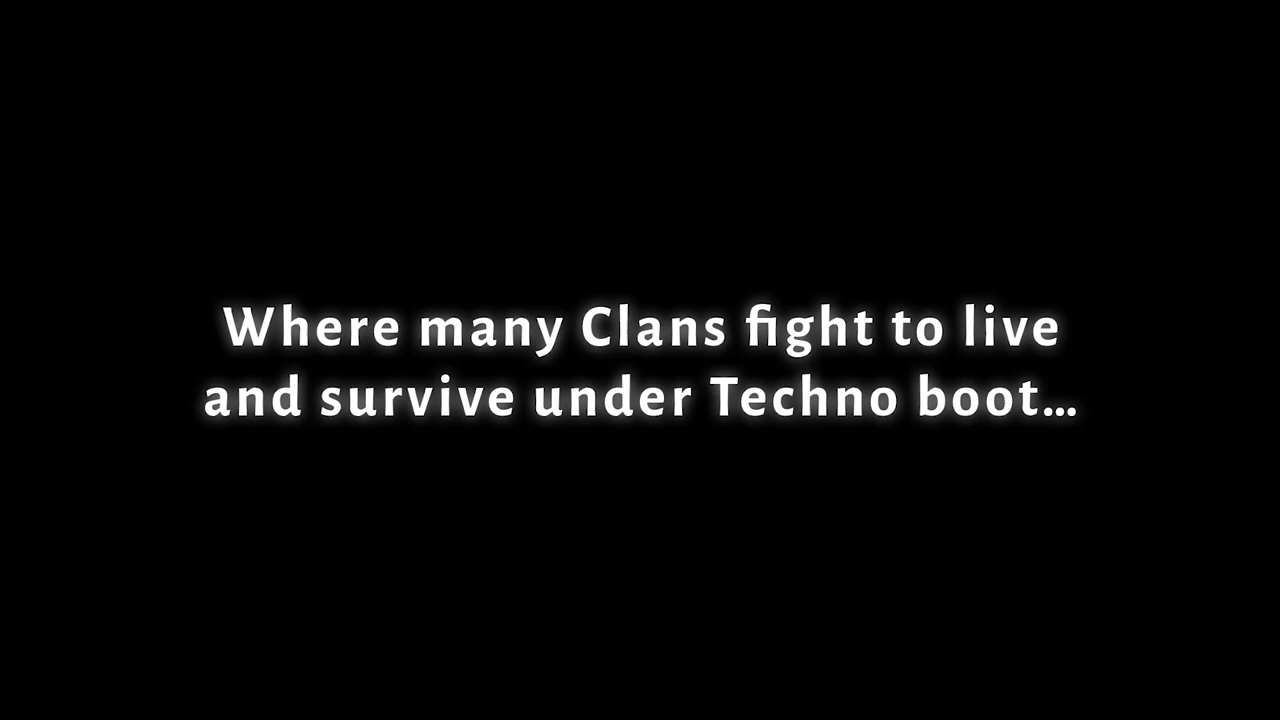 Where many Clans fight to live
and survive under Techno boot…